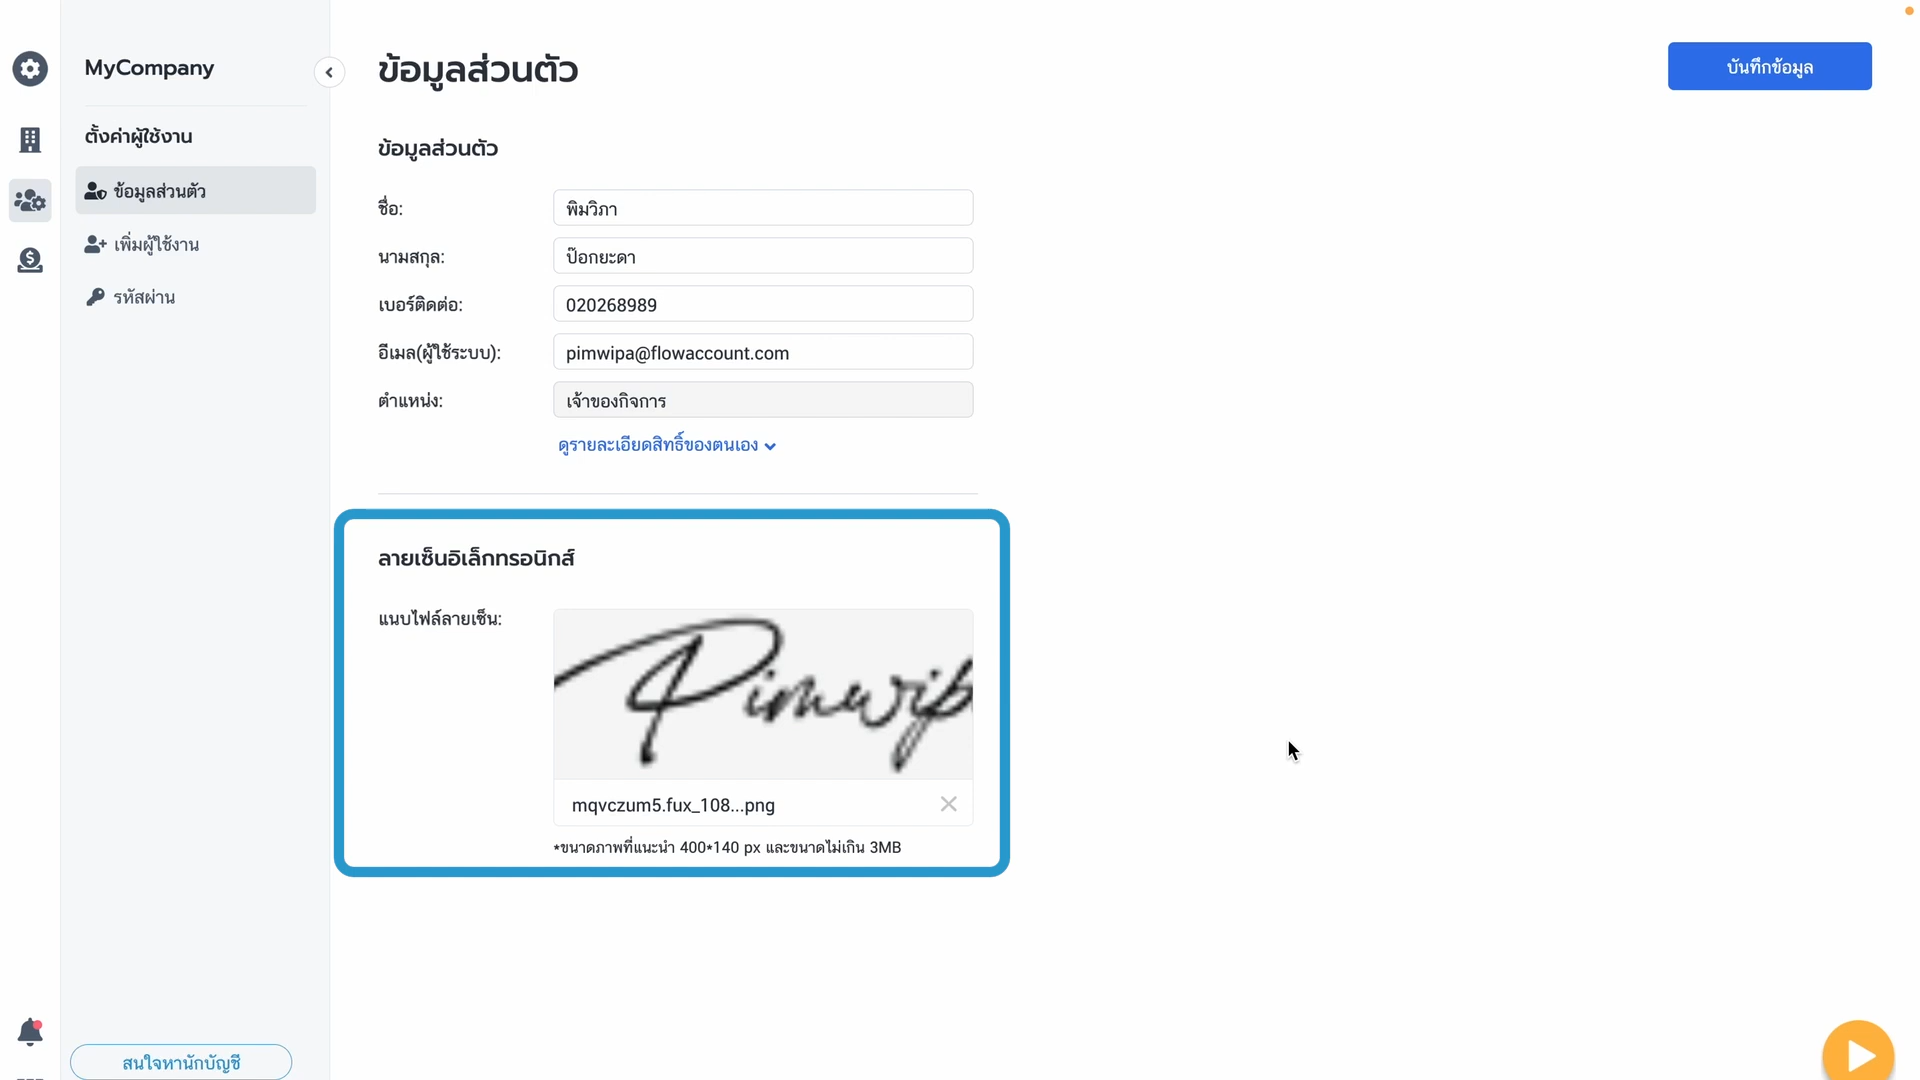 MyCompany
ตั้งค่าผู้ใช้งาน
ข้อมูลส่วนตัว
เพิ่มผู้ใช้งาน
รหัสผ่าน
สนใจหานักบัญชี
ข้อมูลส่วนตัว
บันทึกข้อมูล
ข้อมูลส่วนตัว
ชื่อ: พิมวิภา
นามสกุล: ป๊อกยะดา
เบอร์ติดต่อ: 020268989
อีเมล(ผู้ใช้ระบบ): pimwipa@flowaccount.com
ตำแหน่ง: เจ้าของกิจการ
ดูรายละเอียดสิทธิ์ของตนเอง
ลายเซ็นอิเล็กทรอนิกส์
แนบไฟล์ลายเซ็น:
Pimwip
mqvczum5.fux_108...png
*ขนาดภาพที่แนะนำ 400*140 px และขนาดไม่เกิน 3MB